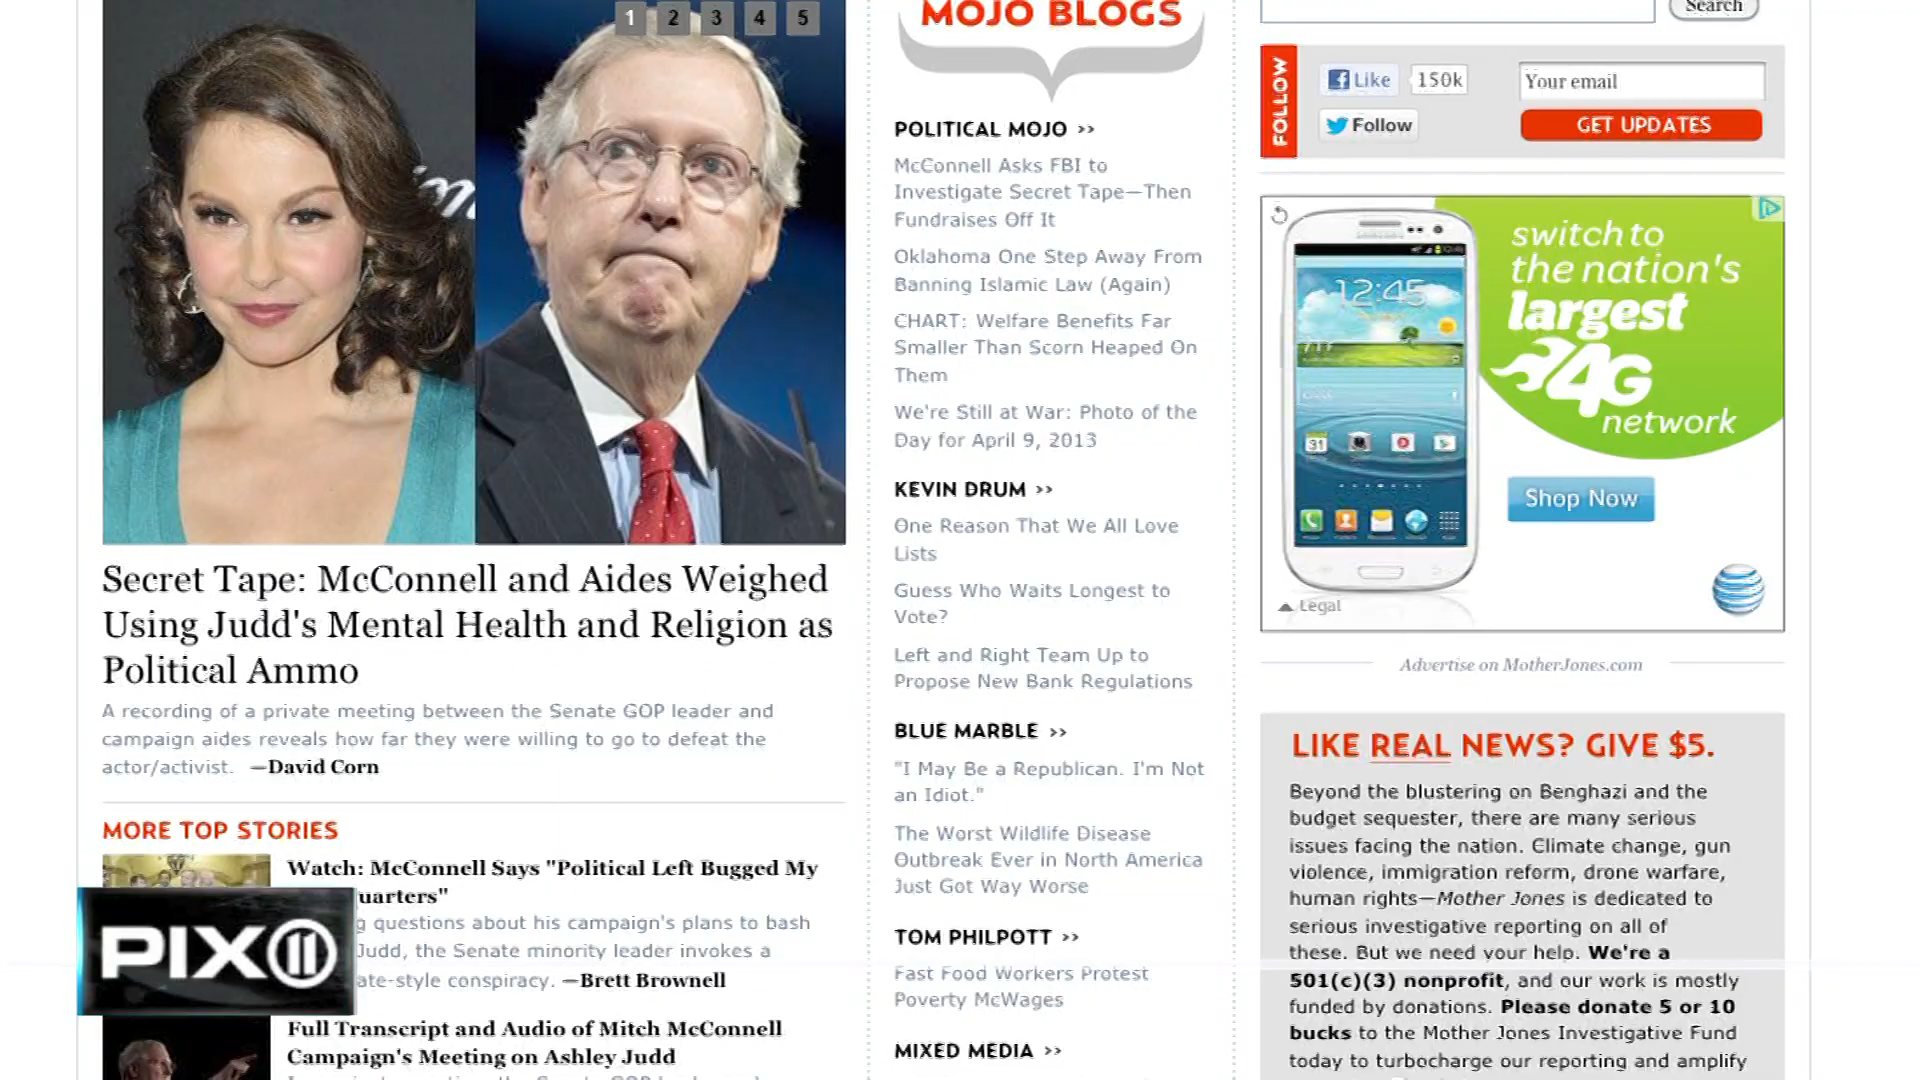 1 2 3 4 5
Secret Tape: McConnell and Aides Weighed
Using Judd's Mental Health and Religion as
Political Ammo
A recording of a private meeting between the Senate GOP leader and
campaign aides reveals how far they were willing to go to defeat the
actor/activist. —David Corn
MORE TOP STORIES
Watch: McConnell Says "Political Left Bugged My
uarters"
g questions about his campaign's plans to bash
Judd, the Senate minority leader invokes a
ate-style conspiracy. —Brett Brownell
PIX11
Full Transcript and Audio of Mitch McConnell
Campaign's Meeting on Ashley Judd
MOJO BLOGS
POLITICAL MOJO >>
McConnell Asks FBI to
Investigate Secret Tape—Then
Fundraises Off It
Oklahoma One Step Away From
Banning Islamic Law (Again)
CHART: Welfare Benefits Far
Smaller Than Scorn Heaped On
Them
We're Still at War: Photo of the
Day for April 9, 2013
KEVIN DRUM >>
One Reason That We All Love
Lists
Guess Who Waits Longest to
Vote?
Left and Right Team Up to
Propose New Bank Regulations
BLUE MARBLE >>
"I May Be a Republican. I'm Not
an Idiot."
The Worst Wildlife Disease
Outbreak Ever in North America
Just Got Way Worse
TOM PHILPOTT >>
Fast Food Workers Protest
Poverty McWages
MIXED MEDIA >>
Search
FOLLOW
Like 150k
Your email
Follow
GET UPDATES
SAMSUNG
12:45
switch to
the nation's
largest
4G
network
31
Shop Now
Legal
Advertise on MotherJones.com
LIKE REAL NEWS? GIVE $5.
Beyond the blustering on Benghazi and the
budget sequester, there are many serious
issues facing the nation. Climate change, gun
violence, immigration reform, drone warfare,
human rights—Mother Jones is dedicated to
serious investigative reporting on all of
these. But we need your help. We're a
501(c)(3) nonprofit, and our work is mostly
funded by donations. Please donate 5 or 10
bucks to the Mother Jones Investigative Fund
today to turbocharge our reporting and amplify